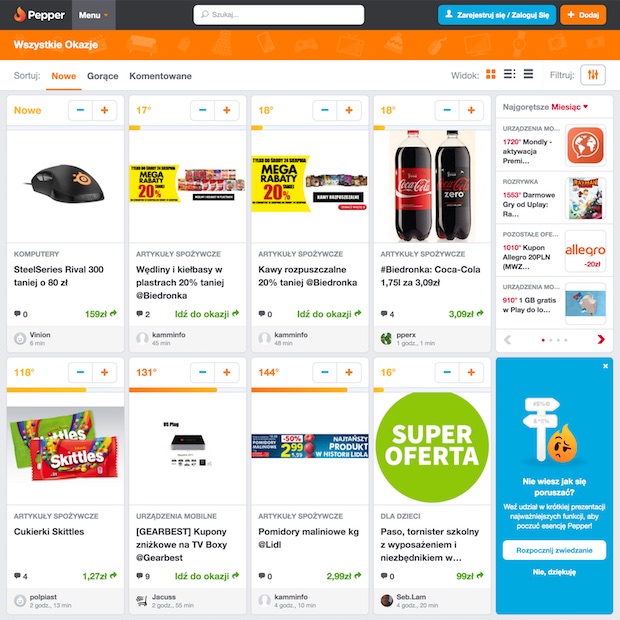 Pepper
Menu
Szukaj...
Zarejestruj się / Zaloguj Się
+ Dodaj
Wszystkie Okazje
Sortuj:
Nowe
Gorące
Komentowane
Widok:
Filtruj:
Nowe
KOMPUTERY
SteelSeries Rival 300
taniej o 80 zł
0
159zł
Vinion
6 min
17°
TYLKO DO ŚRODY 24 SIERPNIA
MEGA
RABATY
TANIEJ
20%
ARTYKUŁY SPOŻYWCZE
Wędliny i kiełbasy w
plastrach 20% taniej
@Biedronka
2
Idź do okazji
kamminfo
45 min
18°
TYLKO DO ŚRODY 24 SIERPNIA
MEGA
RABATY
TANIEJ
20%
KAWY ROZPUSZCZALNE
ARTYKUŁY SPOŻYWCZE
Kawy rozpuszczalne
20% taniej @Biedronka
0
Idź do okazji
kamminfo
48 min
18°
Coca-Cola
Coca-Cola
zero
ARTYKUŁY SPOŻYWCZE
#Biedronka: Coca-Cola
1,75l za 3,09zł
4
3,09zł
pperx
1 godz., 1 min
Najgorętsze Miesiąc
URZĄDZENIA MO...
1720° Mondly -
aktywacja
Premi...
ROZRYWKA
1553° Darmowe
Gry od Uplay:
Ra...
RAYMAN
POZOSTAŁE OFE...
1010° Kupon
Allegro 20PLN
(MWZ...
allegro
-20zł
URZĄDZENIA MO...
910° 1 GB gratis
w Play do lo...
118°
Skittles
Skittles
ARTYKUŁY SPOŻYWCZE
Cukierki Skittles
4
1,27zł
polpiast
2 godz., 13 min
131°
URZĄDZENIA MOBILNE
[GEARBEST] Kupony
zniżkowe na TV Boxy
@Gearbest
9
Idź do okazji
Jacuss
2 godz., 55 min
144°
POMIDORY
MALINOWE
-50%
2,99
NAJTAŃSZY
PRODUKT
W HISTORII LIDLA
ARTYKUŁY SPOŻYWCZE
Pomidory malinowe kg
@Lidl
0
2,99zł
kamminfo
4 godz., 10 min
16°
SUPER
OFERTA
DLA DZIECI
Paso, tornister szkolny
z wyposażeniem i
niezbędnikiem w...
0
99zł
Seb.Lam
4 godz., 20 min
Nie wiesz jak się
poruszać?
Weź udział w krótkiej prezentacji
najważniejszych funkcji, aby
poczuć esencję Pepper!
Rozpocznij zwiedzanie
Nie, dziękuję